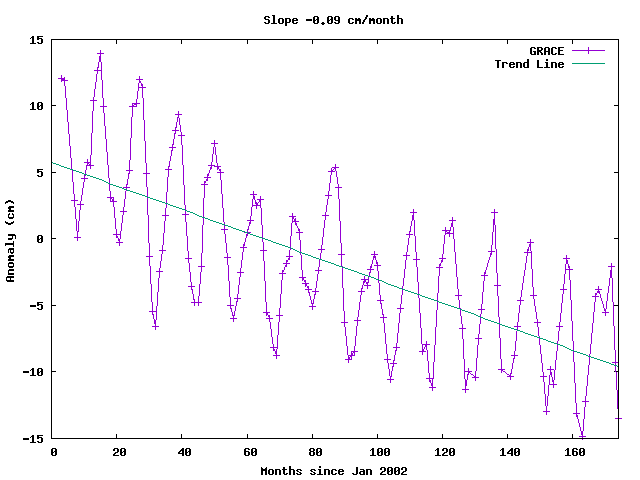 Slope -0.09 cm/month
GRACE
Trend Line
15
10
5
0
-5
-10
-15
Anomaly (cm)
0 20 40 60 80 100 120 140 160
Months since Jan 2002